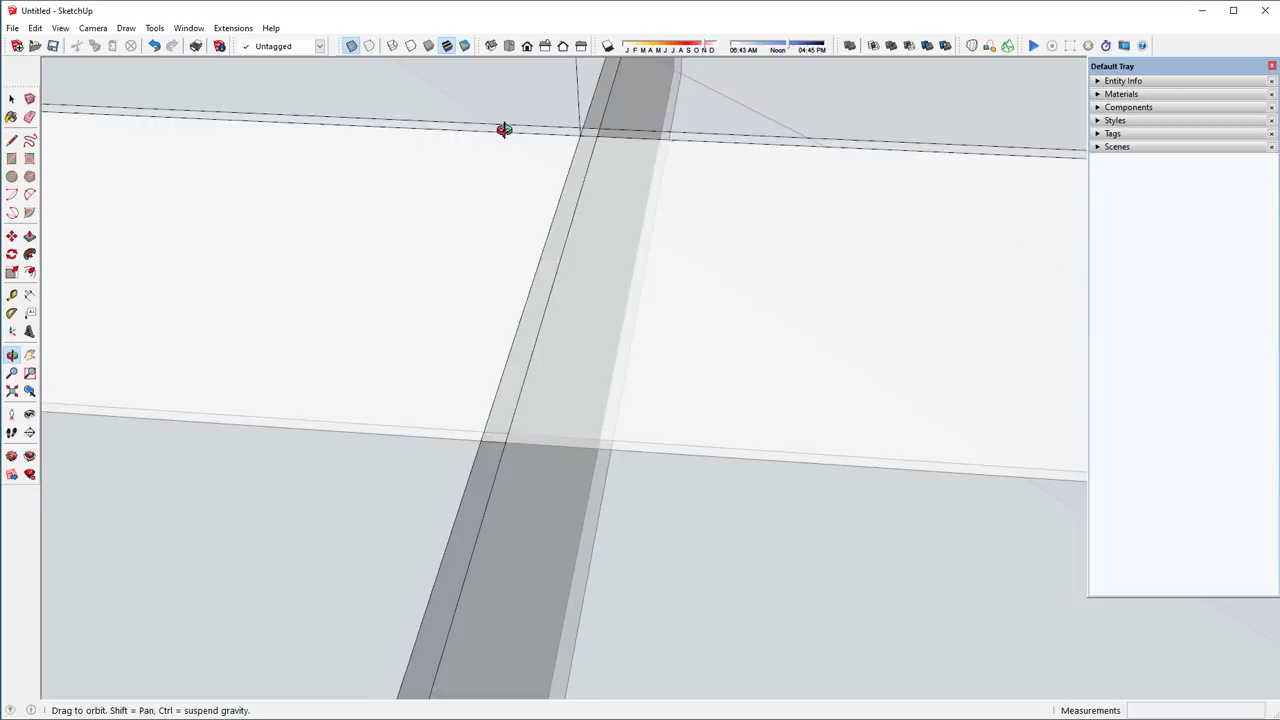 Untitled - SketchUp
File Edit View Camera Draw Tools Window Extensions Help
✓ Untagged
J F M A M J J A S O N D
06:43 AM Noon 04:45 PM
Default Tray
Entity Info
Materials
Components
Styles
Tags
Scenes
Drag to orbit. Shift = Pan, Ctrl = suspend gravity.
Measurements